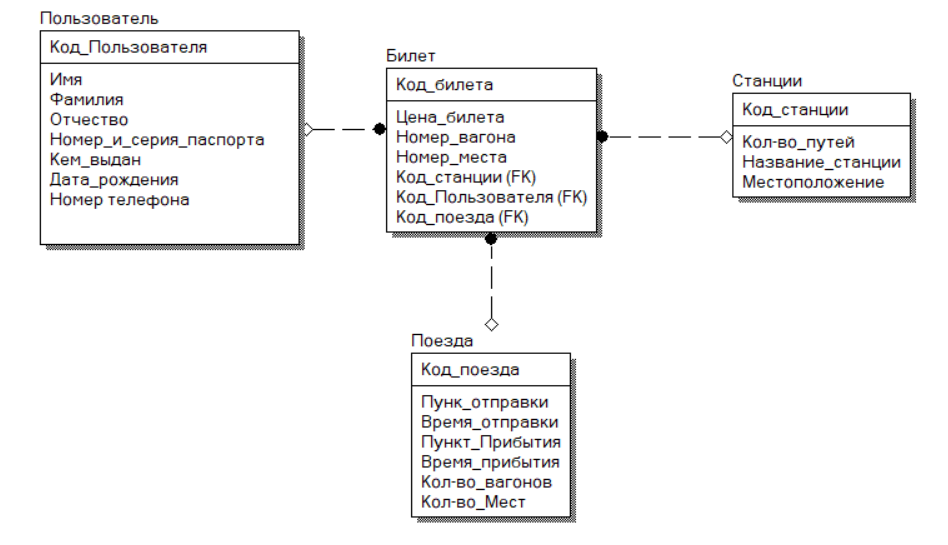 Пользователь
Код_Пользователя
Имя
Фамилия
Отчество
Номер_и_серия_паспорта
Кем_выдан
Дата_рождения
Номер телефона
Билет
Код_билета
Цена_билета
Номер_вагона
Номер_места
Код_станции (FK)
Код_Пользователя (FK)
Код_поезда (FK)
Станции
Код_станции
Кол-во_путей
Название_станции
Местоположение
Поезда
Код_поезда
Пунк_отправки
Время_отправки
Пункт_Прибытия
Время_прибытия
Кол-во_вагонов
Кол-во_Мест